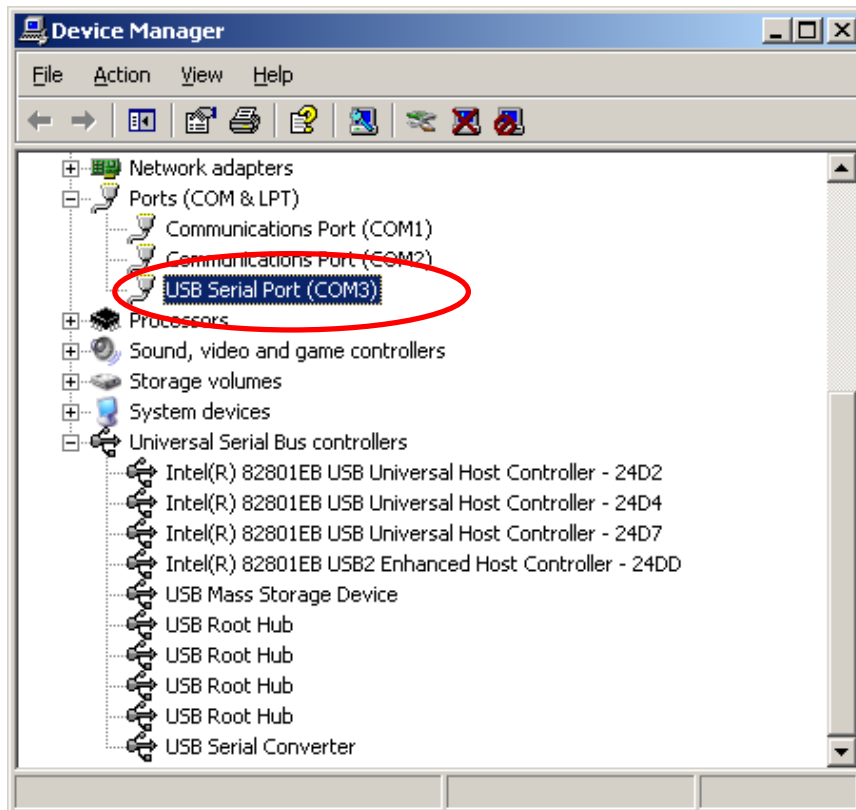 Device Manager
File Action View Help
Network adapters
Ports (COM & LPT)
Communications Port (COM1)
Communications Port (COM2)
USB Serial Port (COM3)
Processors
Sound, video and game controllers
Storage volumes
System devices
Universal Serial Bus controllers
Intel(R) 82801EB USB Universal Host Controller - 24D2
Intel(R) 82801EB USB Universal Host Controller - 24D4
Intel(R) 82801EB USB Universal Host Controller - 24D7
Intel(R) 82801EB USB2 Enhanced Host Controller - 24DD
USB Mass Storage Device
USB Root Hub
USB Root Hub
USB Root Hub
USB Root Hub
USB Serial Converter